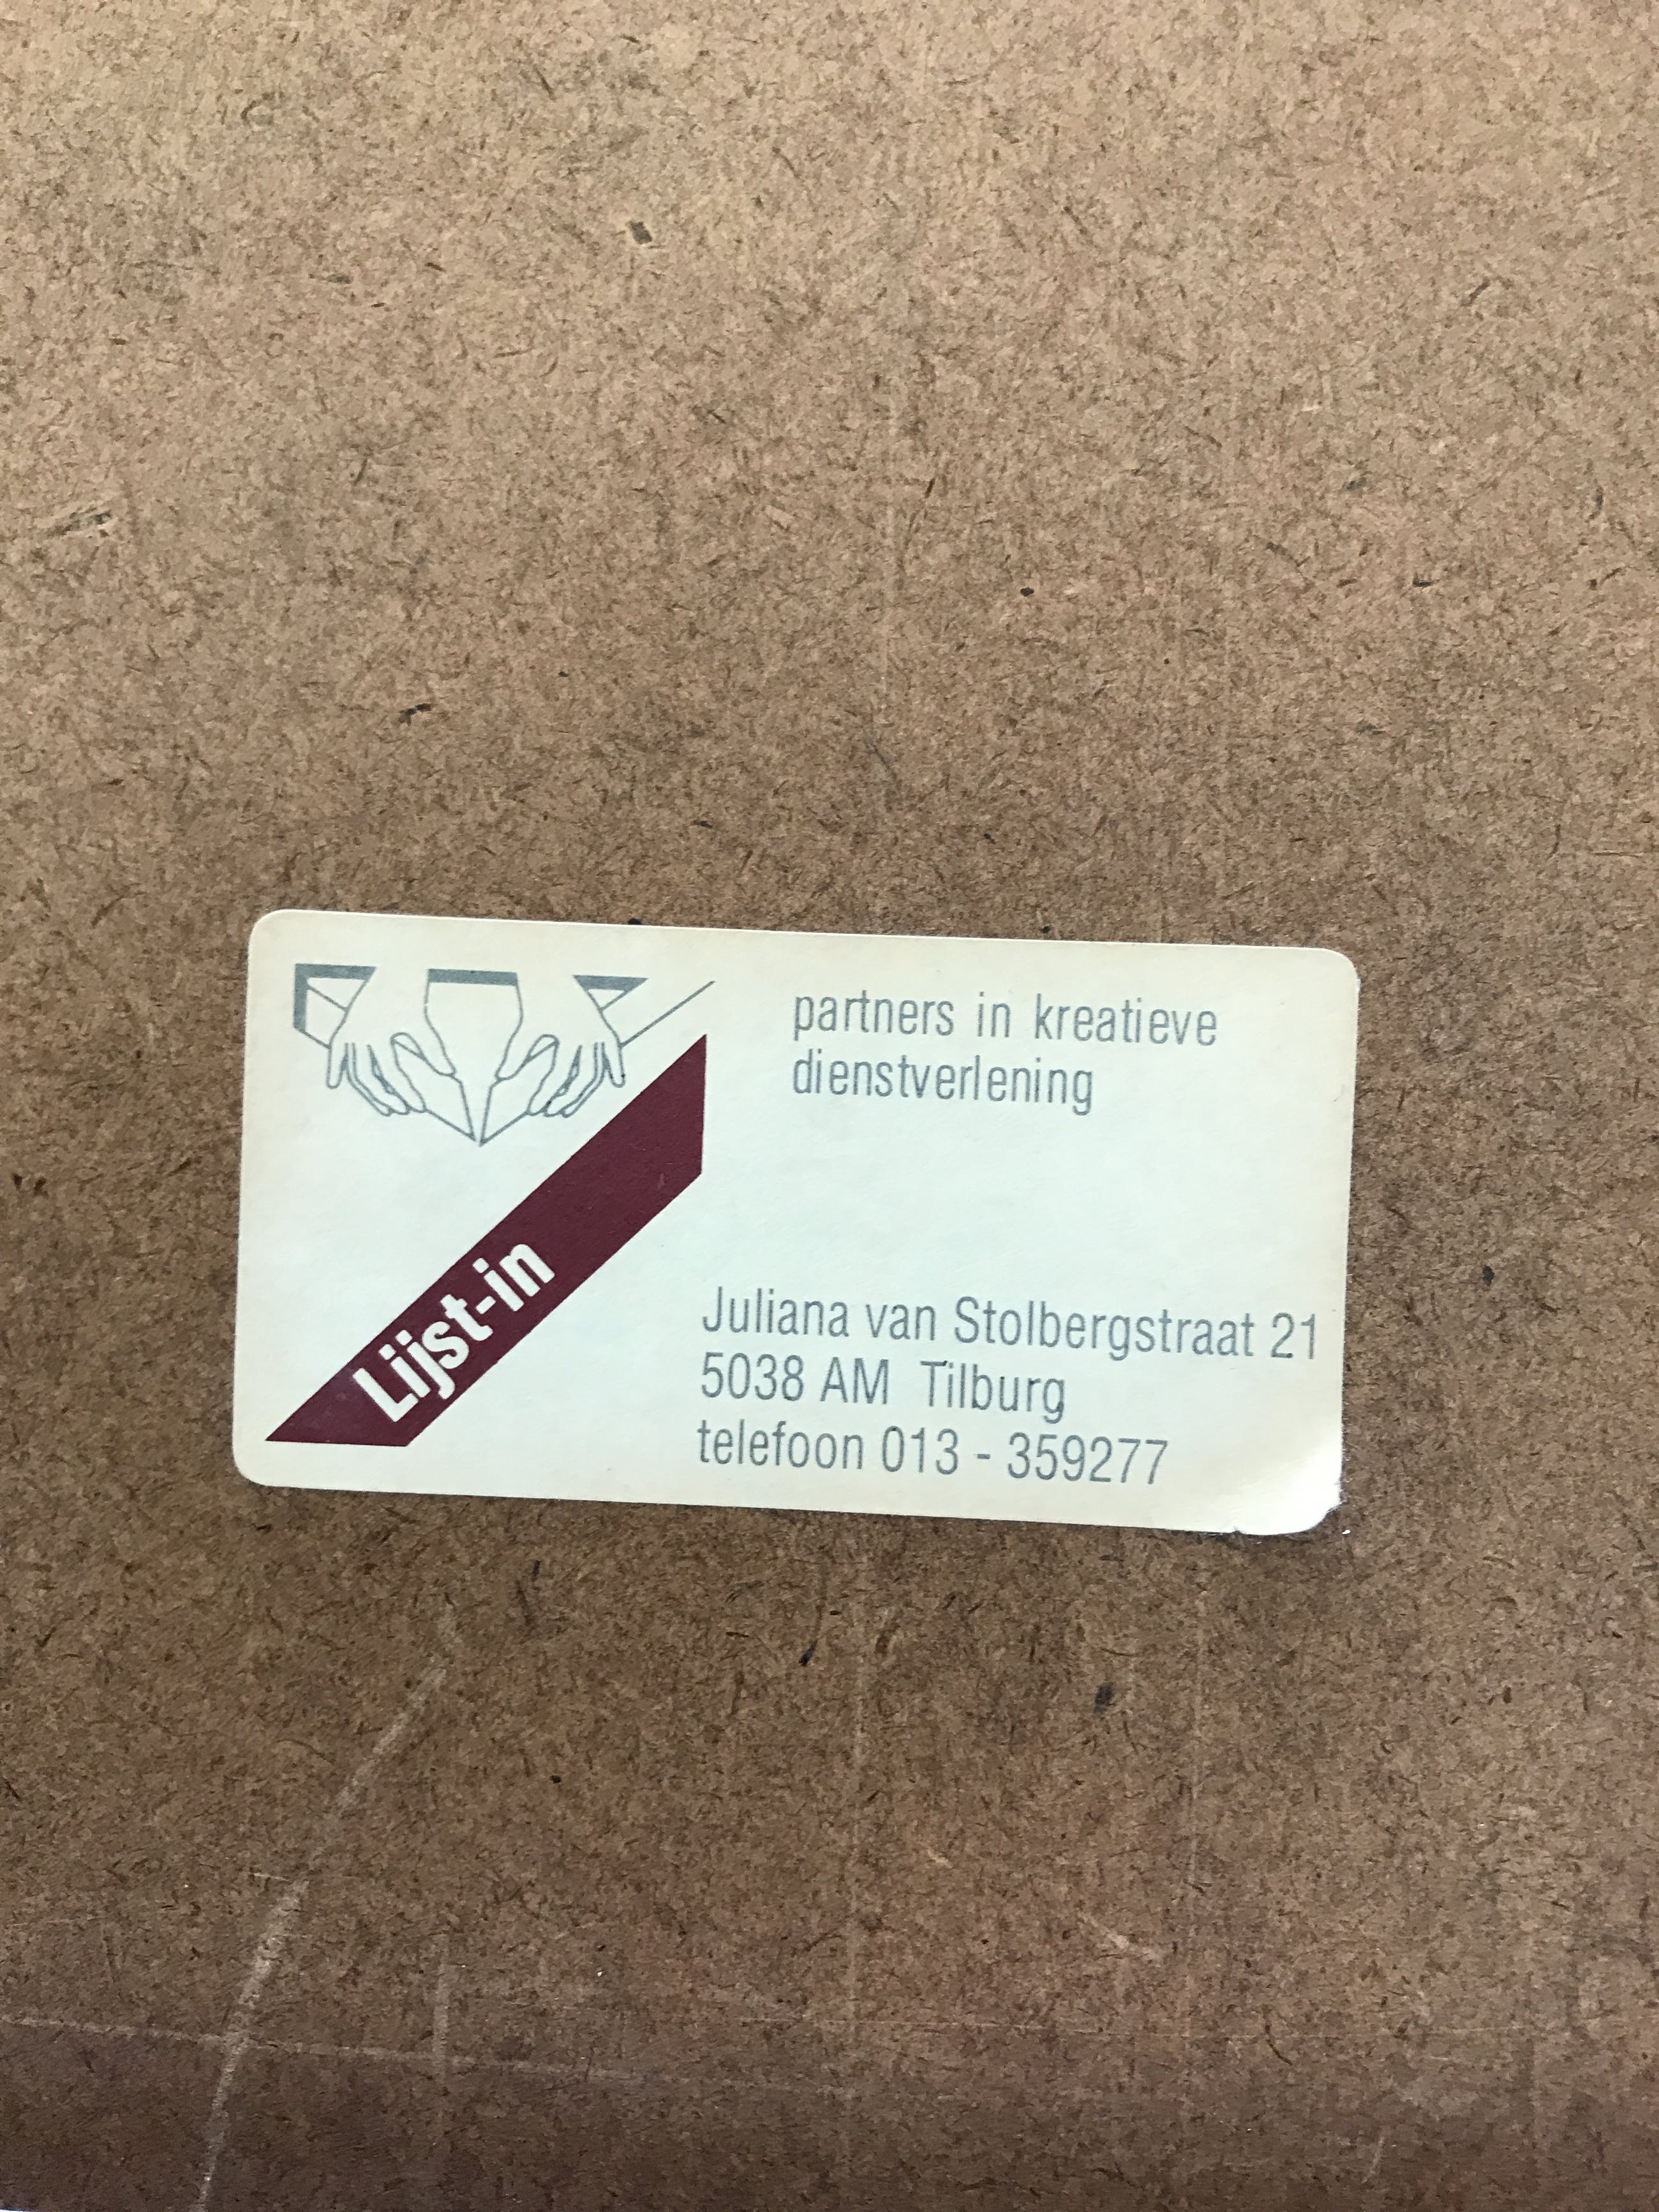 partners in kreatieve
dienstverlening
Lijst-in
Juliana van Stolbergstraat 21
5038 AM Tilburg
telefoon 013 - 359277